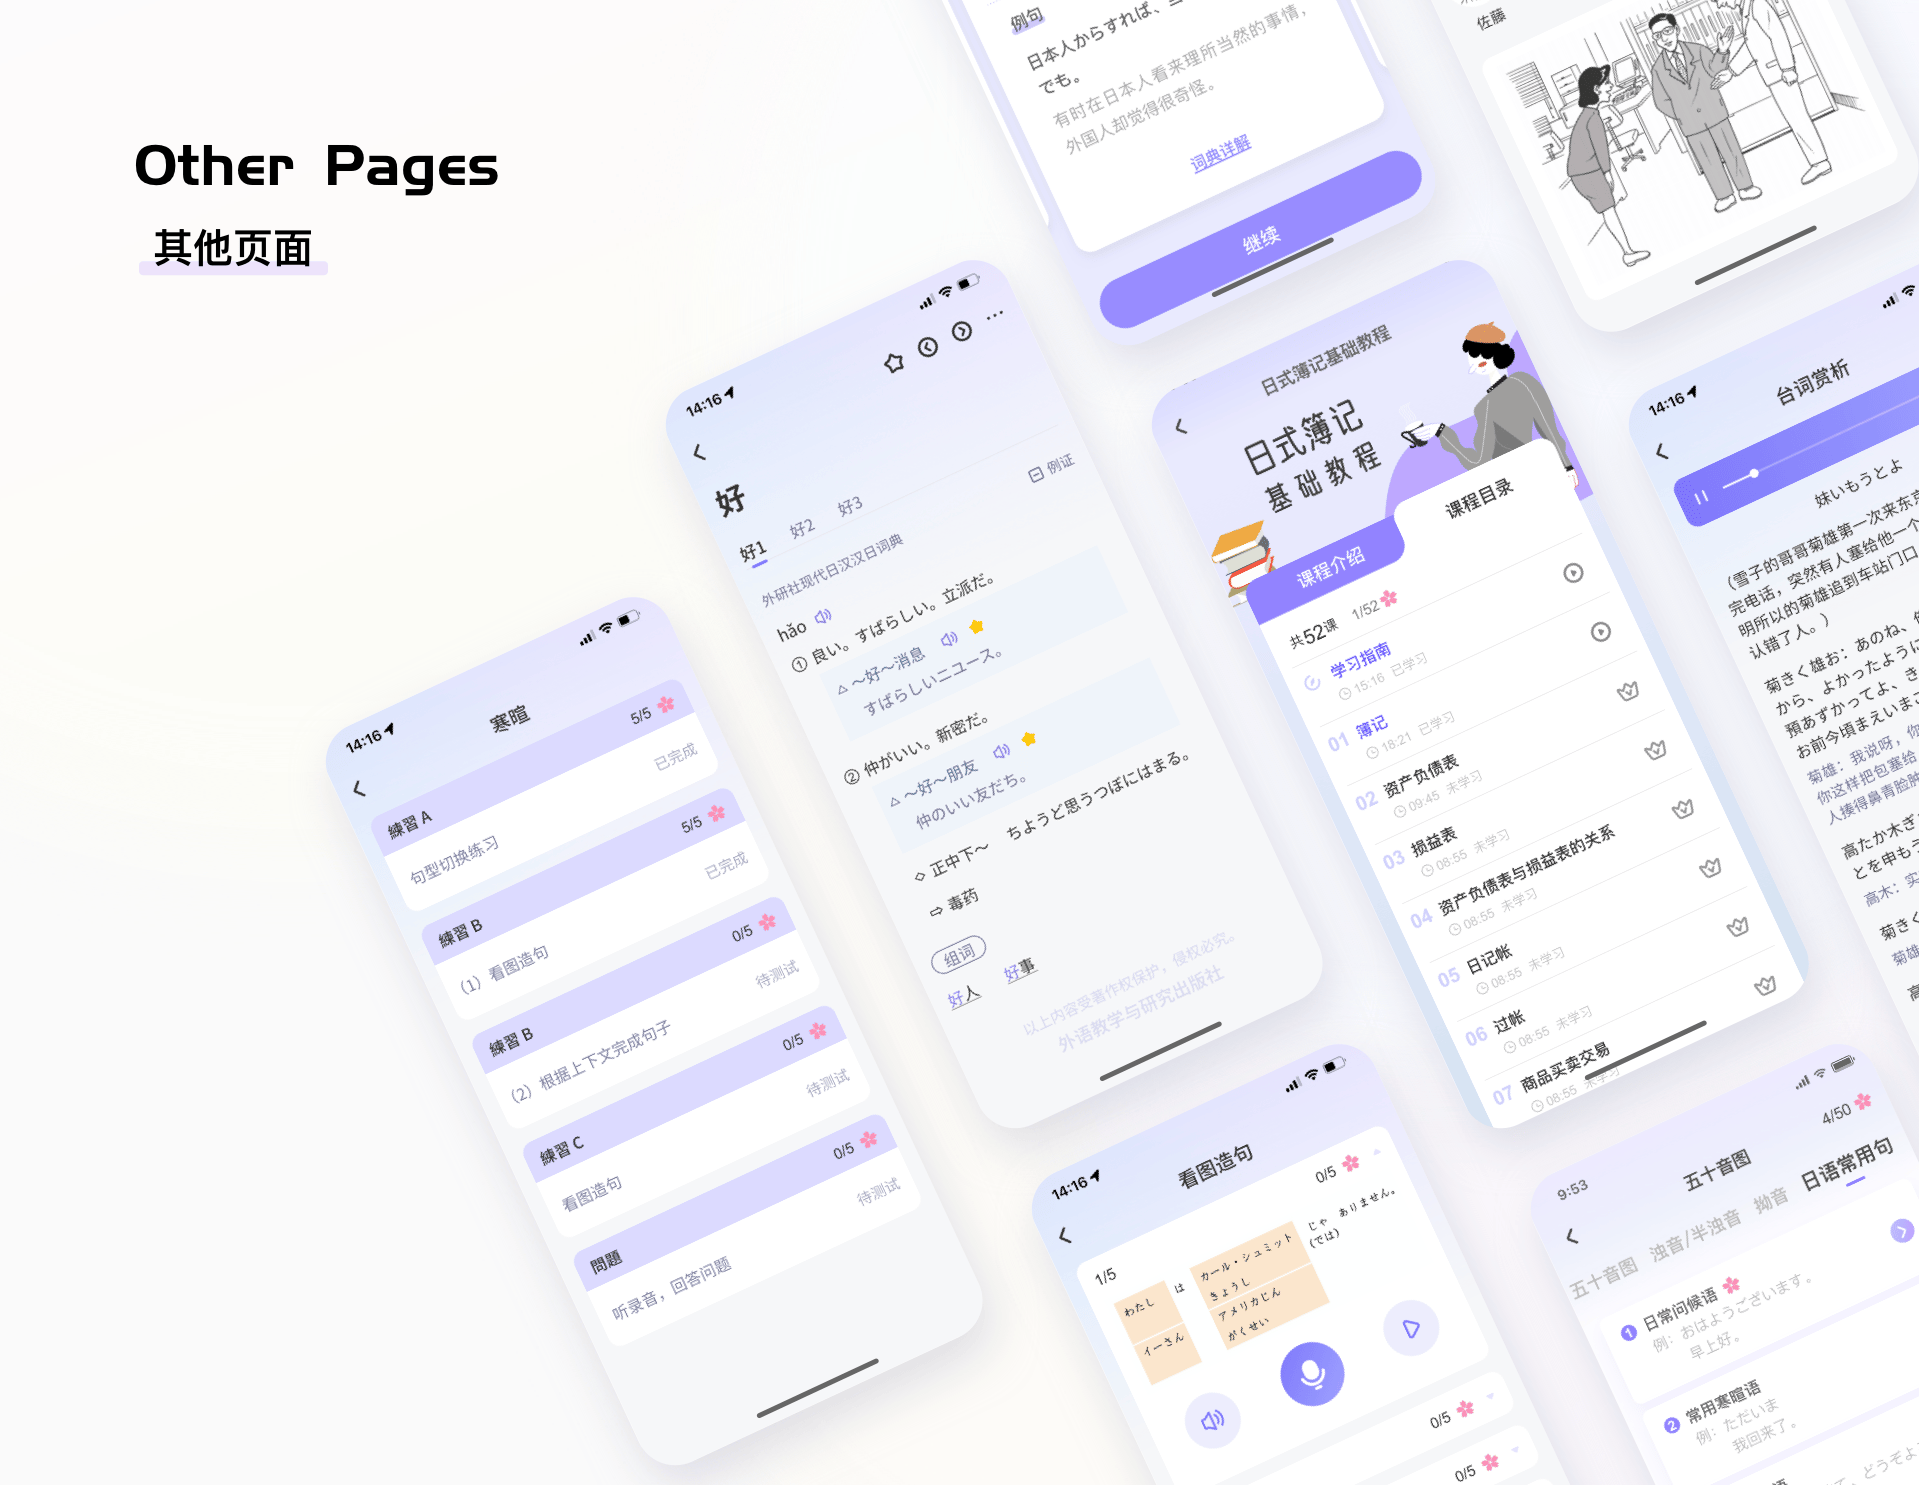 Other Pages
其他页面
14:16
寒暄
練習 A
5/5
句型切换练习
已完成
練習 B
5/5
（1）看图造句
已完成
練習 B
0/5
（2）根据上下文完成句子
待测试
練習 C
0/5
看图造句
待测试
問題
0/5
听录音，回答问题
待测试
14:16
好
例证
好1
好2
好3
外研社现代日汉汉日词典
hǎo
① 良い。すばらしい。立派だ。
△ ～好～消息
すばらしいニユース。
② 仲がいい。新密だ。
△ ～好～朋友
仲のいい友だち。
◇ 正中下～ ちようど思うつぼにはまる。
⇨ 毒药
组词
好人
好事
以上内容受著作权保护，侵权必究。
外语教学与研究出版社
例句
日本人からすれば、
でも。
有时在日本人看来理所当然的事情，
外国人却觉得很奇怪。
词典详解
继续
日式簿记基础教程
日式簿记
基础教程
课程介绍
课程目录
共52课
1/52
学习指南
15:16 已学习
01 簿记
18:21 已学习
02 资产负债表
09:45 未学习
03 损益表
08:55 未学习
04 资产负债表与损益表的关系
08:55 未学习
05 日记帐
08:55 未学习
06 过帐
08:55 未学习
07 商品买卖交易
08:55 未学习
14:16
看图造句
1/5
0/5
わたし
イーさん
は
カール・シュミット
きょうし
アメリカじん
がくせい
じゃ ありません。
(では)
0/5
0/5
佐藤
14:16
台词赏析
妹いもうとよ
（雪子的哥哥菊雄第一次来东京
完电话，突然有人塞给他一个
明所以的菊雄追到车站门口
认错了人。）
菊きく雄お：あのね、
から、よかったように
預あずかってよ、き
お前今頃まえいまご
菊雄：我说呀，你
你这样把包塞给
人揍得鼻青脸肿
高たか木ぎ
とを申もう
高木：实
菊きく
菊雄
高
9:53
五十音图
4/50
五十音图
浊音/半浊音
拗音
日语常用句
1 日常问候语
例：おはようございます。
早上好。
2 常用寒暄语
例：ただいま
我回来了。
语
て、どうぞよ